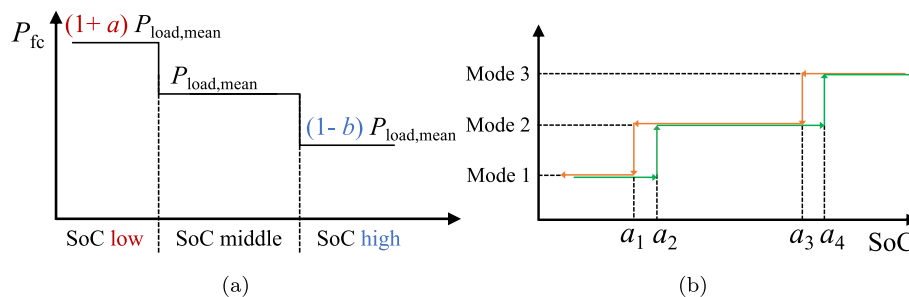 P_fc
(1+ a) P_load,mean
P_load,mean
(1- b) P_load,mean
SoC low
SoC middle
SoC high
(a)
Mode 3
Mode 2
Mode 1
a_1
a_2
a_3
a_4
SoC
(b)